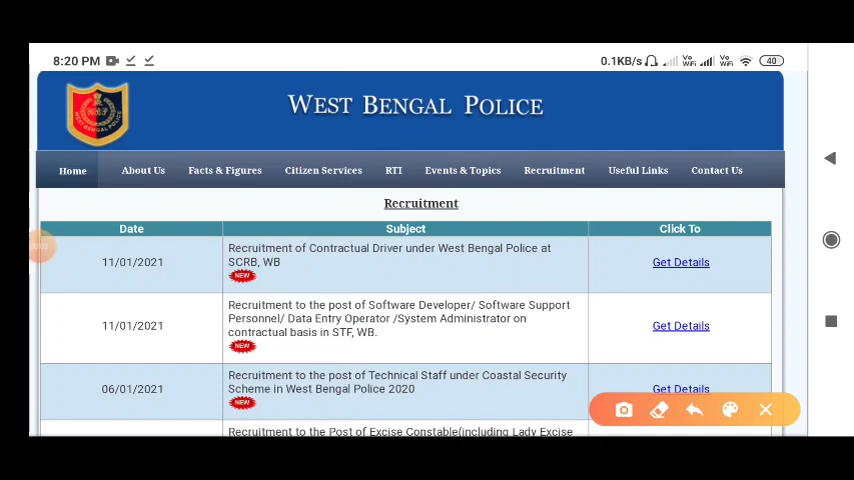 8:20 PM
0.1KB/s
Vo WiFi
Vo WiFi
40
WEST BENGAL POLICE
Home About Us Facts & Figures Citizen Services RTI Events & Topics Recruitment Useful Links Contact Us
Recruitment
Date Subject Click To
11/01/2021
Recruitment of Contractual Driver under West Bengal Police at
SCRB, WB
NEW
Get Details
11/01/2021
Recruitment to the post of Software Developer/ Software Support
Personnel/ Data Entry Operator /System Administrator on
contractual basis in STF, WB.
NEW
Get Details
06/01/2021
Recruitment to the post of Technical Staff under Coastal Security
Scheme in West Bengal Police 2020
NEW
Get Details
Recruitment to the Post of Excise Constable(including Lady Excise